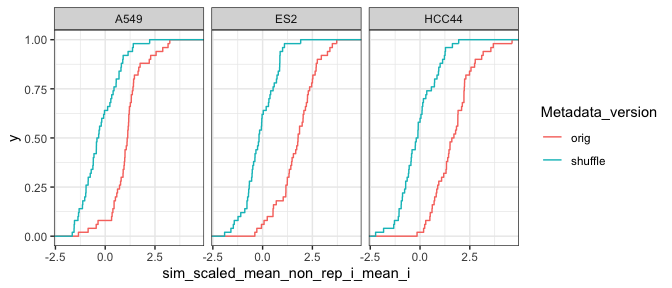 A549 ES2 HCC44
1.00
0.75
0.50
0.25
0.00
y
-2.5 0.0 2.5 -2.5 0.0 2.5 -2.5 0.0 2.5
sim_scaled_mean_non_rep_i_mean_i
Metadata_version
orig
shuffle